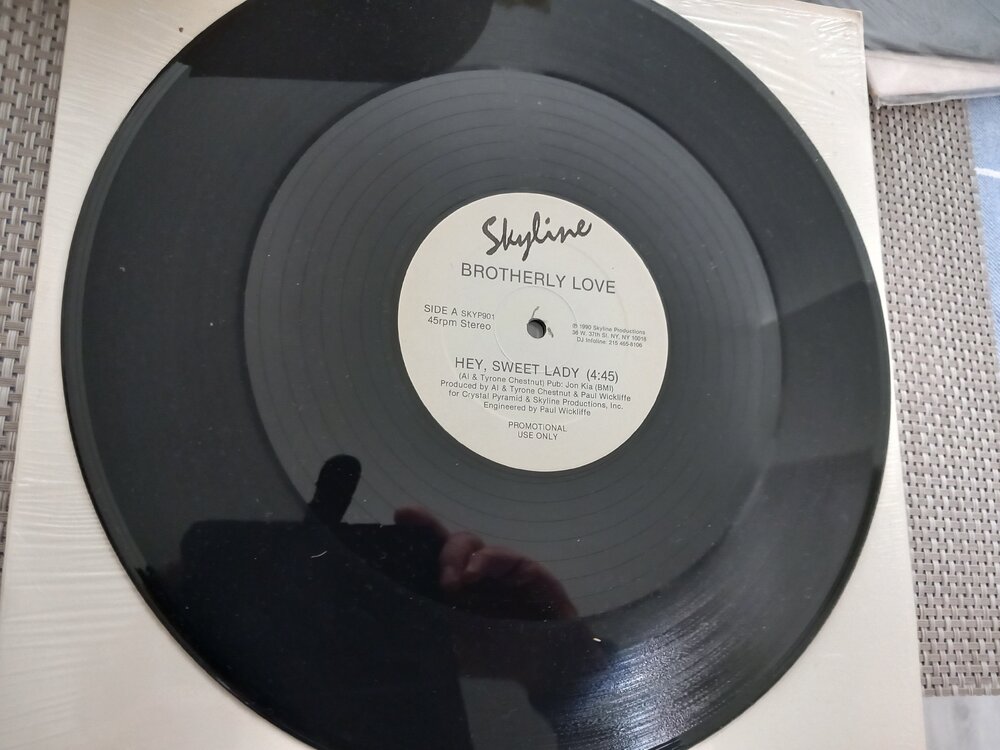 Skyline
BROTHERLY LOVE
SIDE A SKYP901
45rpm Stereo
℗ 1990 Skyline Productions
36 W. 37th St. NY, NY 10018
DJ Infoline: 215 465-8106
HEY, SWEET LADY (4:45)
(Al & Tyrone Chestnut) Pub: Jon Kia (BMI)
Produced by Al & Tyrone Chestnut & Paul Wickliffe
for Crystal Pyramid & Skyline Productions, Inc.
Engineered by Paul Wickliffe
PROMOTIONAL
USE ONLY